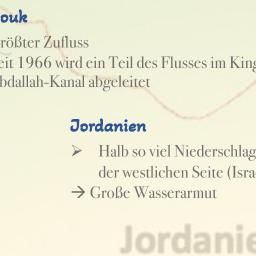 ouk
rößter Zufluss
eit 1966 wird ein Teil des Flusses im King
bdallah-Kanal abgeleitet
Jordanien
➢ Halb so viel Niederschlag
der westlichen Seite (Isra
→ Große Wasserarmut
Jordanie